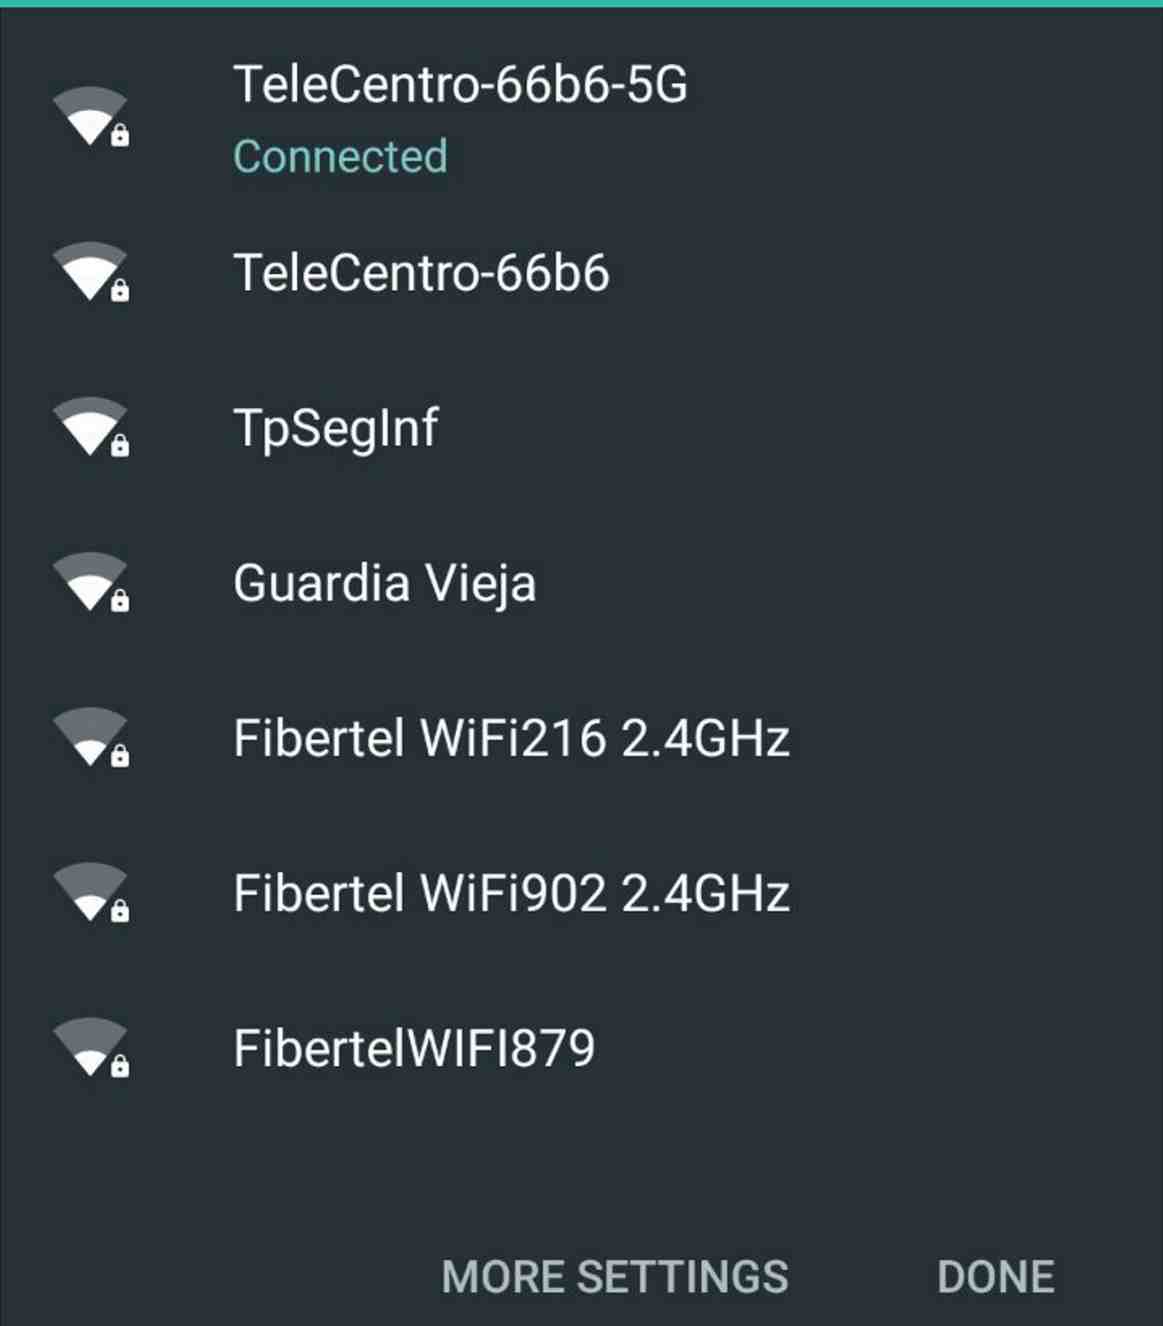 TeleCentro-66b6-5G
Connected
TeleCentro-66b6
TpSegInf
Guardia Vieja
Fibertel WiFi216 2.4GHz
Fibertel WiFi902 2.4GHz
FibertelWIFI879
MORE SETTINGS DONE